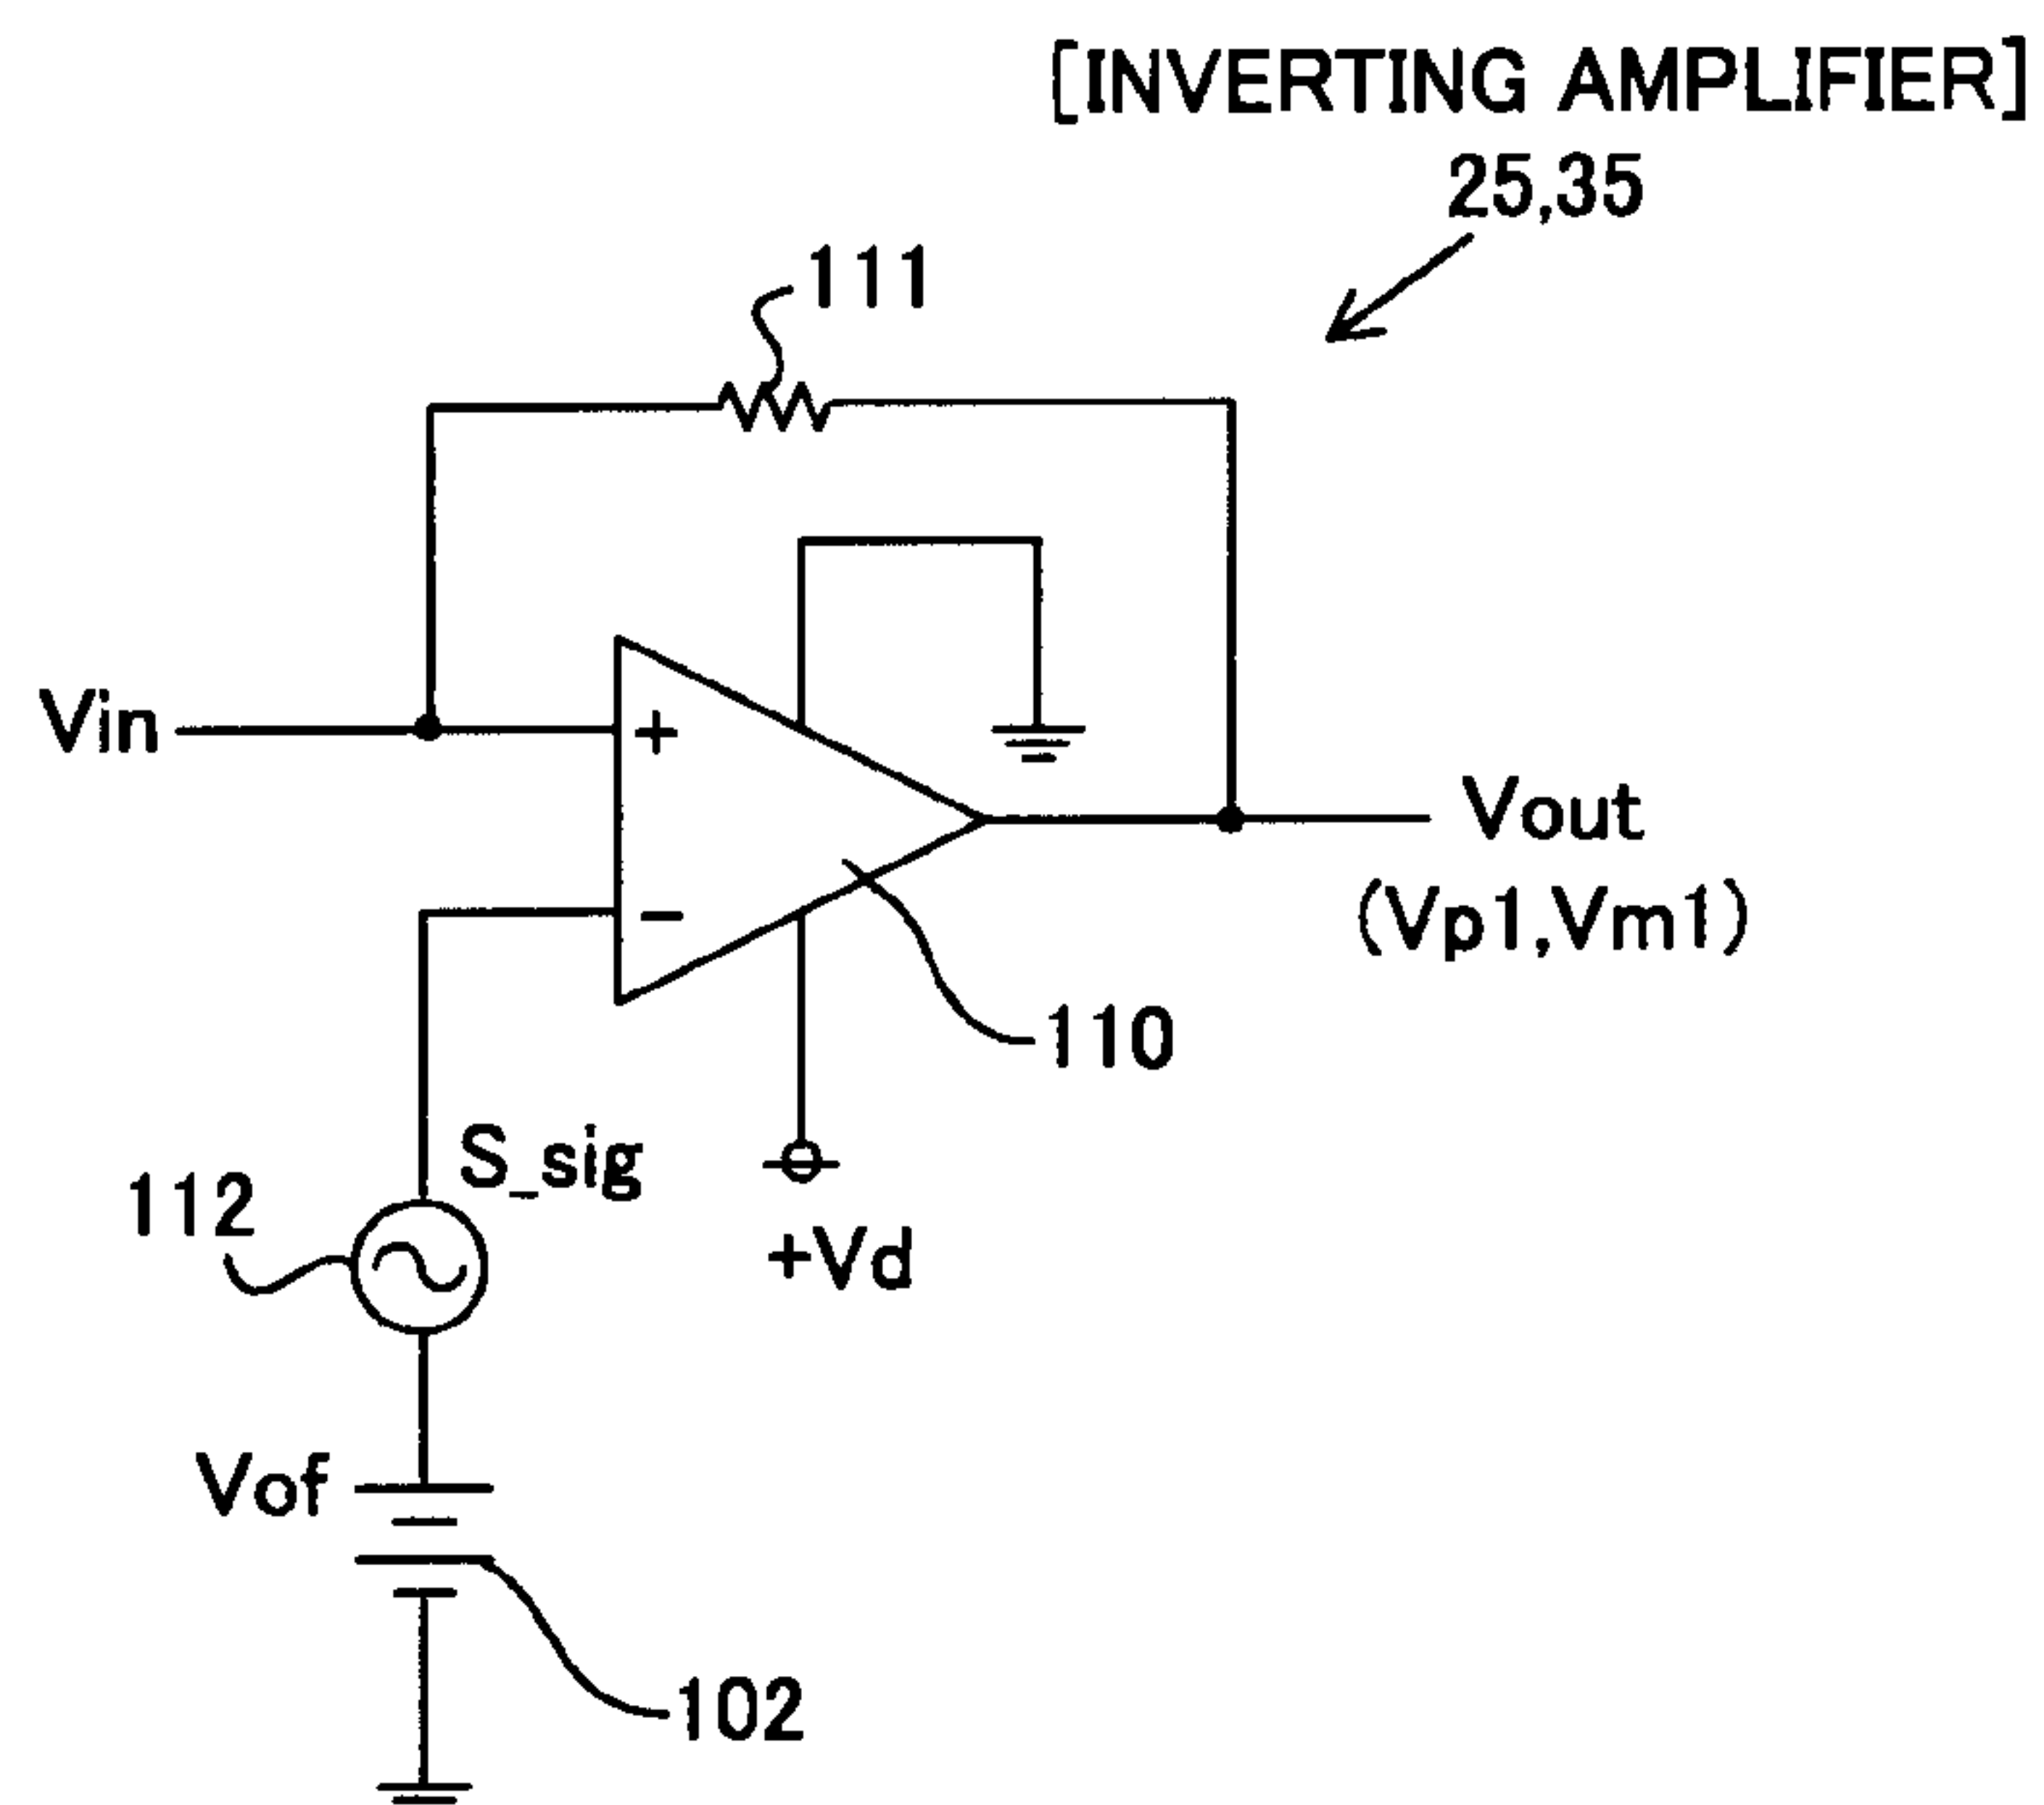 [INVERTING AMPLIFIER]
25,35
111
Vin
+
Vout
(Vp1,Vm1)
−
110
S_sig
112
+Vd
Vof
102